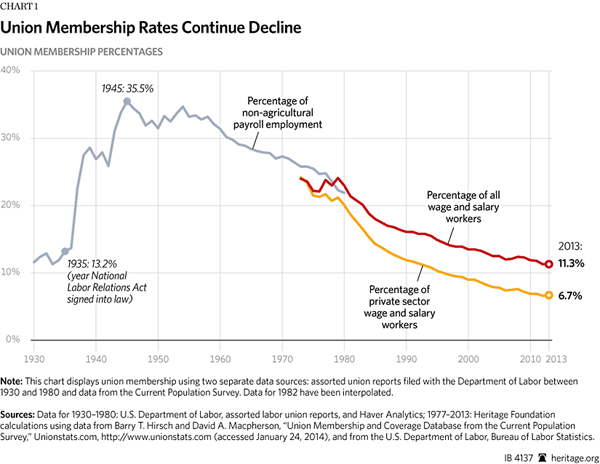 CHART 1
Union Membership Rates Continue Decline
UNION MEMBERSHIP PERCENTAGES
40%
1945: 35.5%
Percentage of
non-agricultural
payroll employment
30%
20%
Percentage of all
wage and salary
workers
2013:
11.3%
1935: 13.2%
(year National
Labor Relations Act
signed into law)
10%
Percentage of
private sector
wage and salary
workers
6.7%
0%
1930 1940 1950 1960 1970 1980 1990 2000 2010 2013
Note: This chart displays union membership using two separate data sources: assorted union reports filed with the Department of Labor between
1930 and 1980 and data from the Current Population Survey. Data for 1982 have been interpolated.
Sources: Data for 1930–1980: U.S. Department of Labor, assorted labor union reports, and Haver Analytics; 1977–2013: Heritage Foundation
calculations using data from Barry T. Hirsch and David A. Macpherson, “Union Membership and Coverage Database from the Current Population
Survey,” Unionstats.com, http://www.unionstats.com (accessed January 24, 2014), and from the U.S. Department of Labor, Bureau of Labor Statistics.
IB 4137 heritage.org